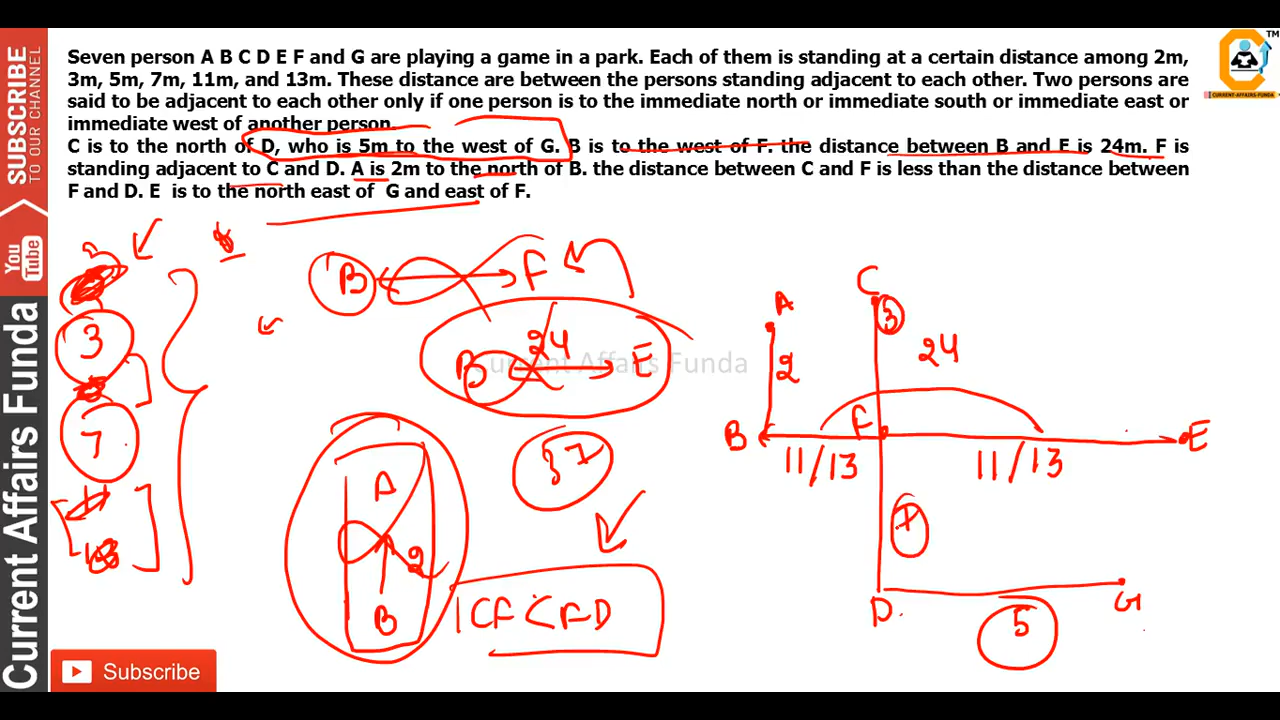 Seven person A B C D E F and G are playing a game in a park. Each of them is standing at a certain distance among 2m,
3m, 5m, 7m, 11m, and 13m. These distance are between the persons standing adjacent to each other. Two persons are
said to be adjacent to each other only if one person is to the immediate north or immediate south or immediate east or
immediate west of another person.
C is to the north of D, who is 5m to the west of G. B is to the west of F. the distance between B and E is 24m. F is
standing adjacent to C and D. A is 2m to the north of B. the distance between C and F is less than the distance between
F and D. E is to the north east of G and east of F.
TM
CURRENT-AFFAIRS-FUNDA
SUBSCRIBE
TO OUR CHANNEL
You Tube
Current Affairs Funda
3
7
B F
24
B E
Current Affairs Funda
A
2
B
37
CF < FD
C
A
3
24
2
B F E
11/13 11/13
7
D G
5
Subscribe